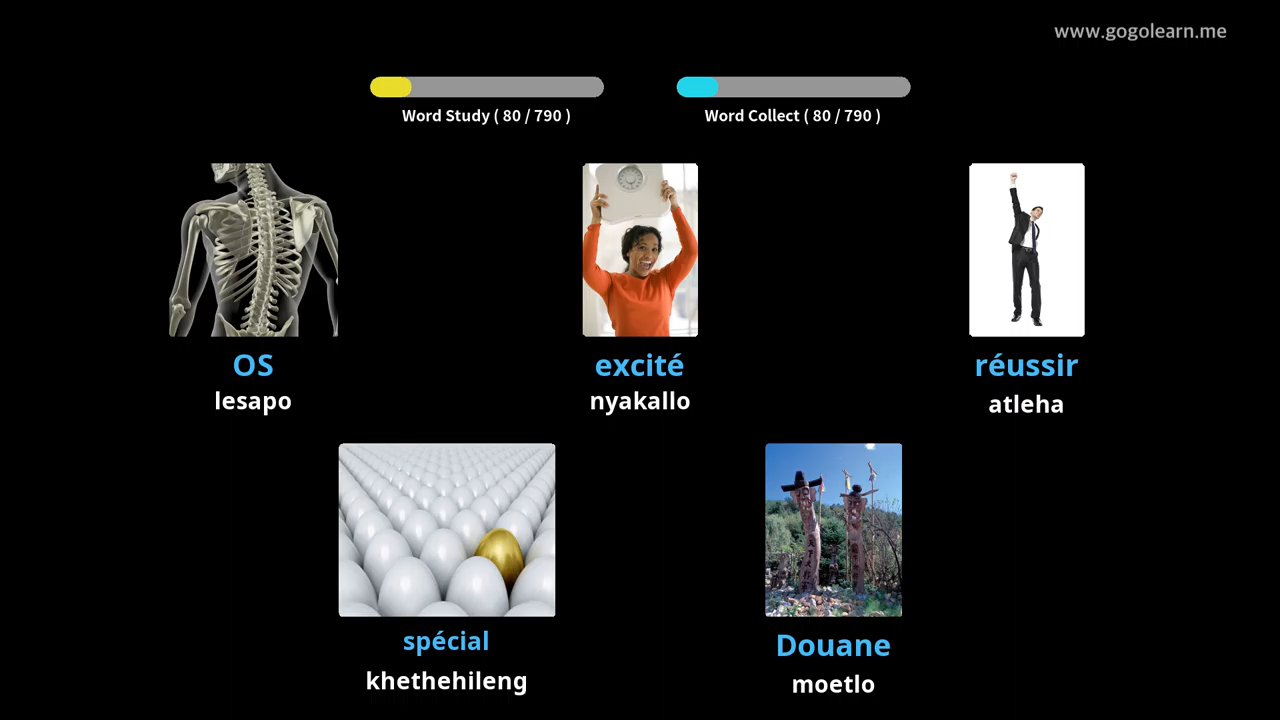 www.gogolearn.me
Word Study ( 80 / 790 )
Word Collect ( 80 / 790 )
OS
lesapo
excité
nyakallo
réussir
atleha
spécial
khethehileng
Douane
moetlo